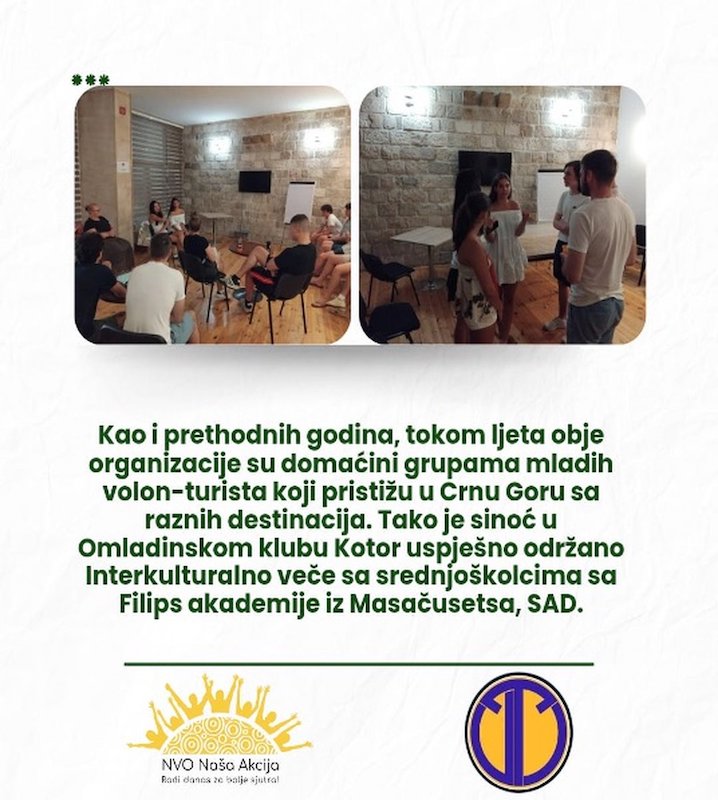 ***
Kao i prethodnih godina, tokom ljeta obje
organizacije su domaćini grupama mladih
volon-turista koji pristižu u Crnu Goru sa
raznih destinacija. Tako je sinoć u
Omladinskom klubu Kotor uspješno održano
Interkulturalno veče sa srednjoškolcima sa
Filips akademije iz Masačusetsa, SAD.
NVO Naša Akcija
Radi danas za bolje sjutra!